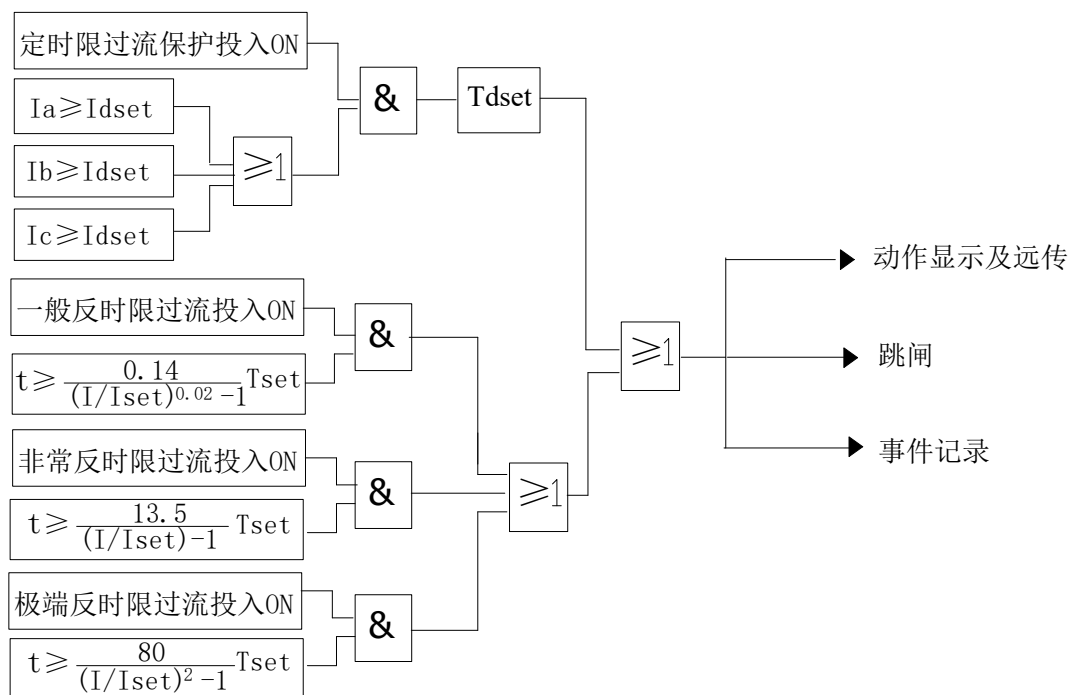 定时限过流保护投入ON
Ia≥Idset
Ib≥Idset
Ic≥Idset
≥1
&
Tdset
一般反时限过流投入ON
t≥0.14/((I/Iset)^0.02-1)Tset
&
非常反时限过流投入ON
t≥13.5/((I/Iset)-1)Tset
&
极端反时限过流投入ON
t≥80/((I/Iset)^2-1)Tset
&
≥1
≥1
动作显示及远传
跳闸
事件记录